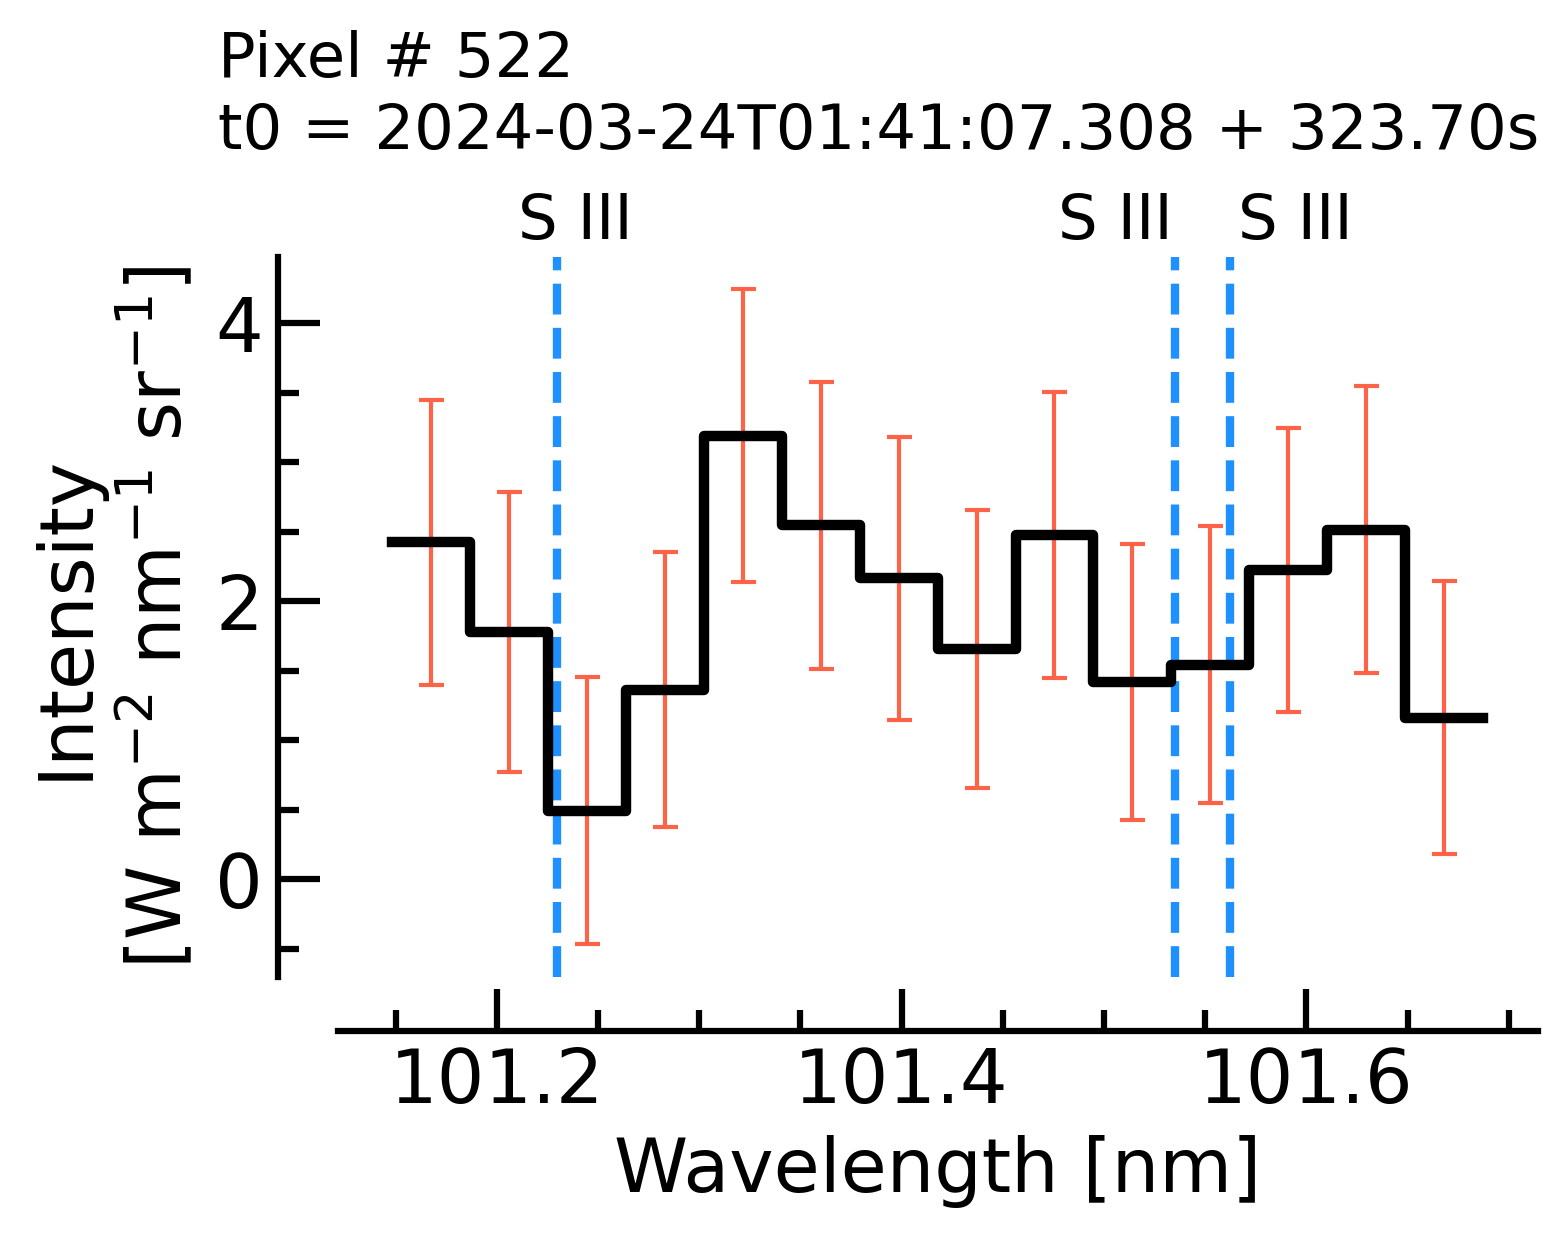 Pixel # 522
t0 = 2024-03-24T01:41:07.308 + 323.70s
S III S III S III
Intensity
[W m⁻² nm⁻¹ sr⁻¹]
4
2
0
101.2 101.4 101.6
Wavelength [nm]